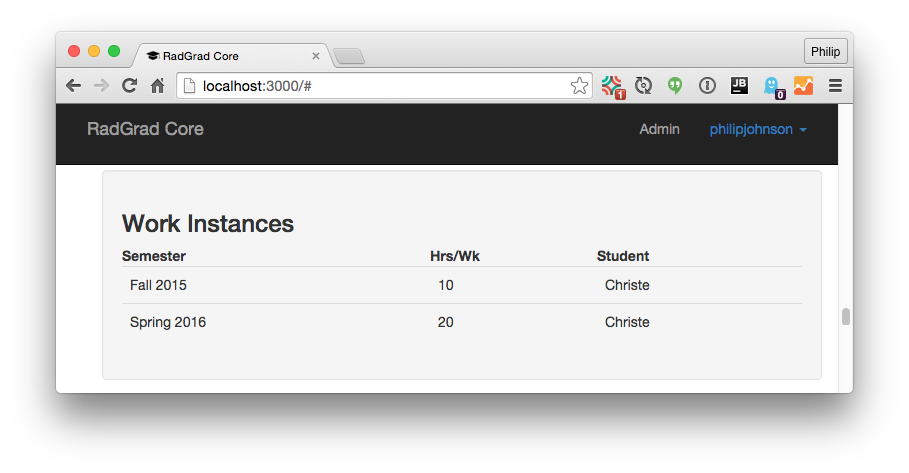 RadGrad Core
Philip
localhost:3000/#
1
JB
0
RadGrad Core Admin philipjohnson
Work Instances
Semester Hrs/Wk Student
Fall 2015 10 Christe
Spring 2016 20 Christe